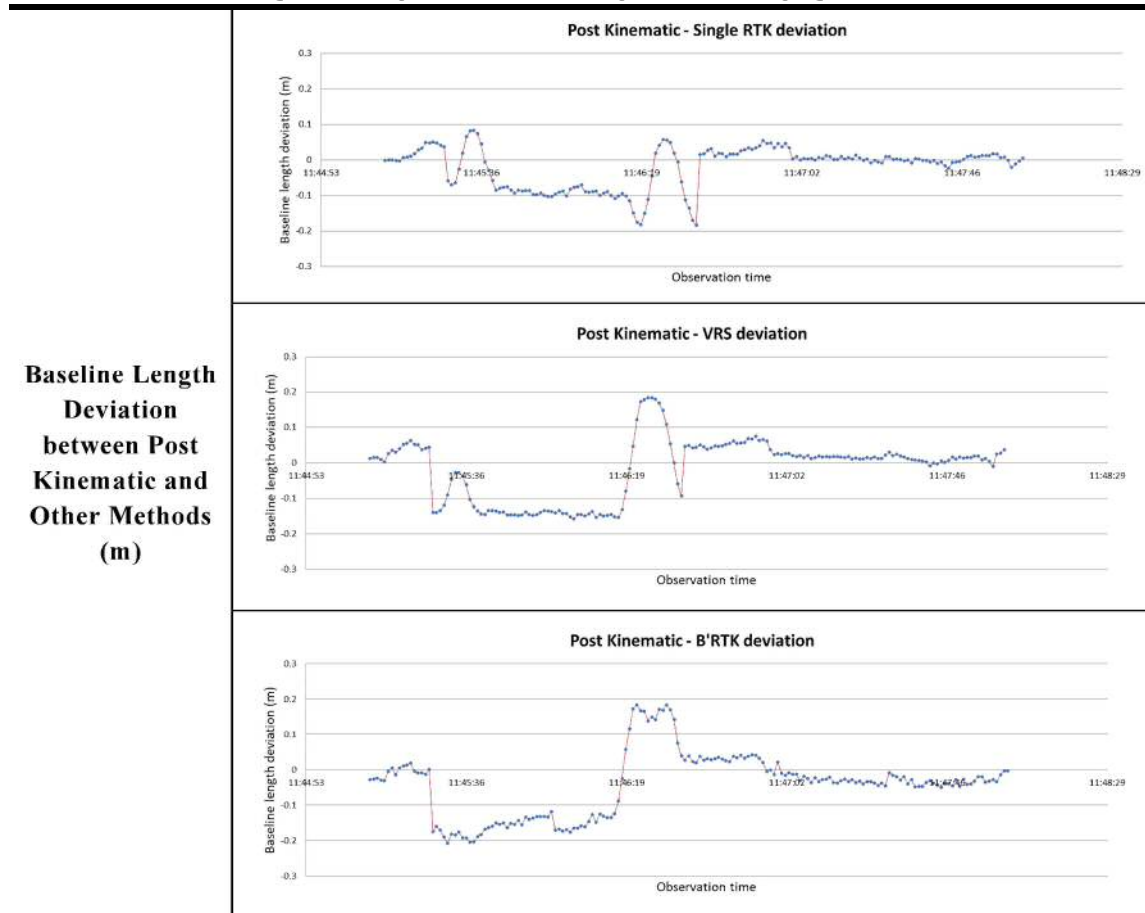 Baseline Length
Deviation
between Post
Kinematic and
Other Methods
(m)
Post Kinematic - Single RTK deviation
Baseline length deviation (m)
0.3
0.2
0.1
0
-0.1
-0.2
-0.3
11:44:53
11:45:36
11:46:19
11:47:02
11:47:46
11:48:29
Observation time
Post Kinematic - VRS deviation
Baseline length deviation (m)
0.3
0.2
0.1
0
-0.1
-0.2
-0.3
11:44:53
11:45:36
11:46:19
11:47:02
11:47:46
11:48:29
Observation time
Post Kinematic - B'RTK deviation
Baseline length deviation (m)
0.3
0.2
0.1
0
-0.1
-0.2
-0.3
11:44:53
11:45:36
11:46:19
11:47:02
11:47:46
11:48:29
Observation time